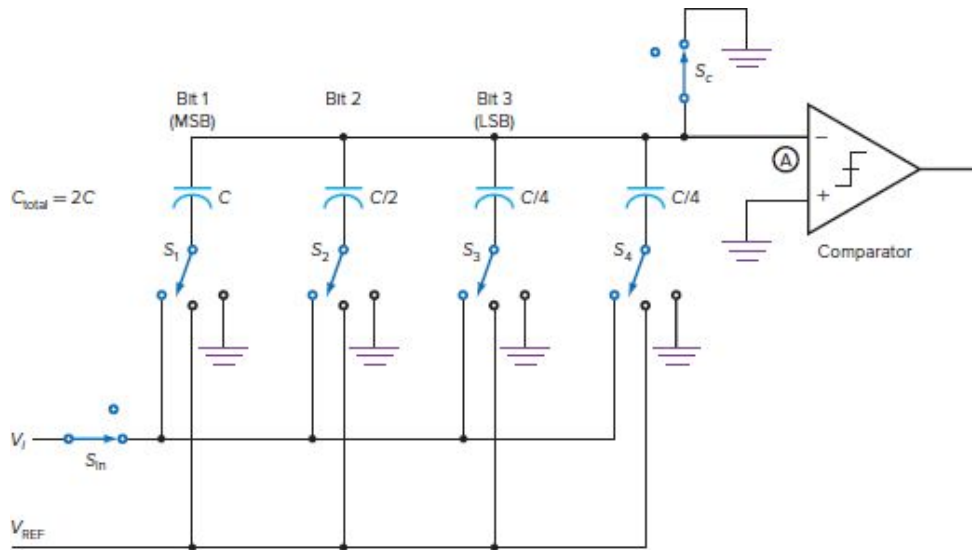 S_c
Bit 1
(MSB)
Bit 2
Bit 3
(LSB)
A
−
+
C_total = 2C
C
C/2
C/4
C/4
S_1
S_2
S_3
S_4
Comparator
V_I
S_in
V_REF